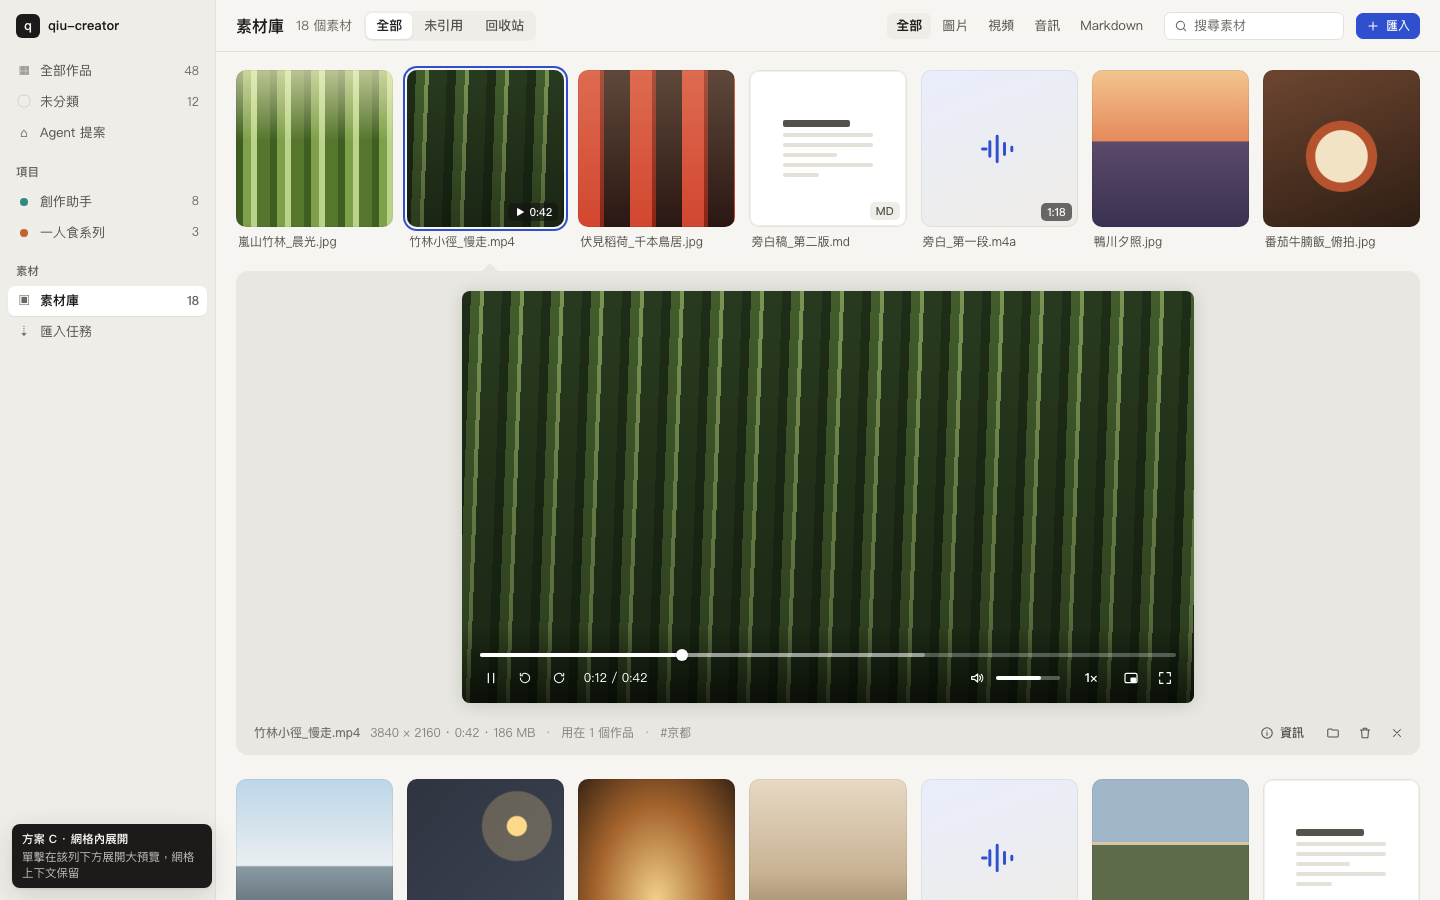 q qiu-creator
全部作品 48
未分類 12
Agent 提案
項目
創作助手 8
一人食系列 3
素材
素材庫 18
匯入任務
方案 C · 網格內展開
單擊在該列下方展開大預覽，網格
上下文保留
素材庫 18 個素材 全部 未引用 回收站 全部 圖片 視頻 音訊 Markdown 搜尋素材 匯入
0:42
MD
1:18
嵐山竹林_晨光.jpg
竹林小徑_慢走.mp4
伏見稻荷_千本鳥居.jpg
旁白稿_第二版.md
旁白_第一段.m4a
鴨川夕照.jpg
番茄牛腩飯_俯拍.jpg
0:12 / 0:42 1×
竹林小徑_慢走.mp4 3840 × 2160 · 0:42 · 186 MB · 用在 1 個作品 · #京都 資訊